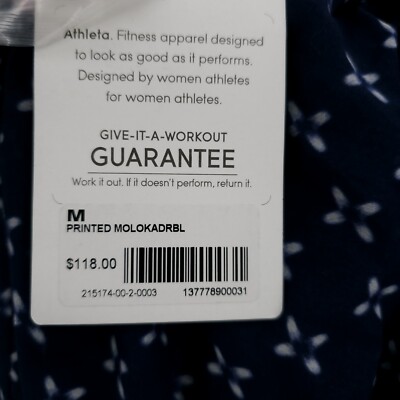 Athleta. Fitness apparel designed
to look as good as it performs.
Designed by women athletes
for women athletes.
GIVE-IT-A-WORKOUT
GUARANTEE
Work it out. If it doesn't perform, return it.
M
PRINTED MOLOKADRBL
$118.00
215174-00-2-0003 137778900031